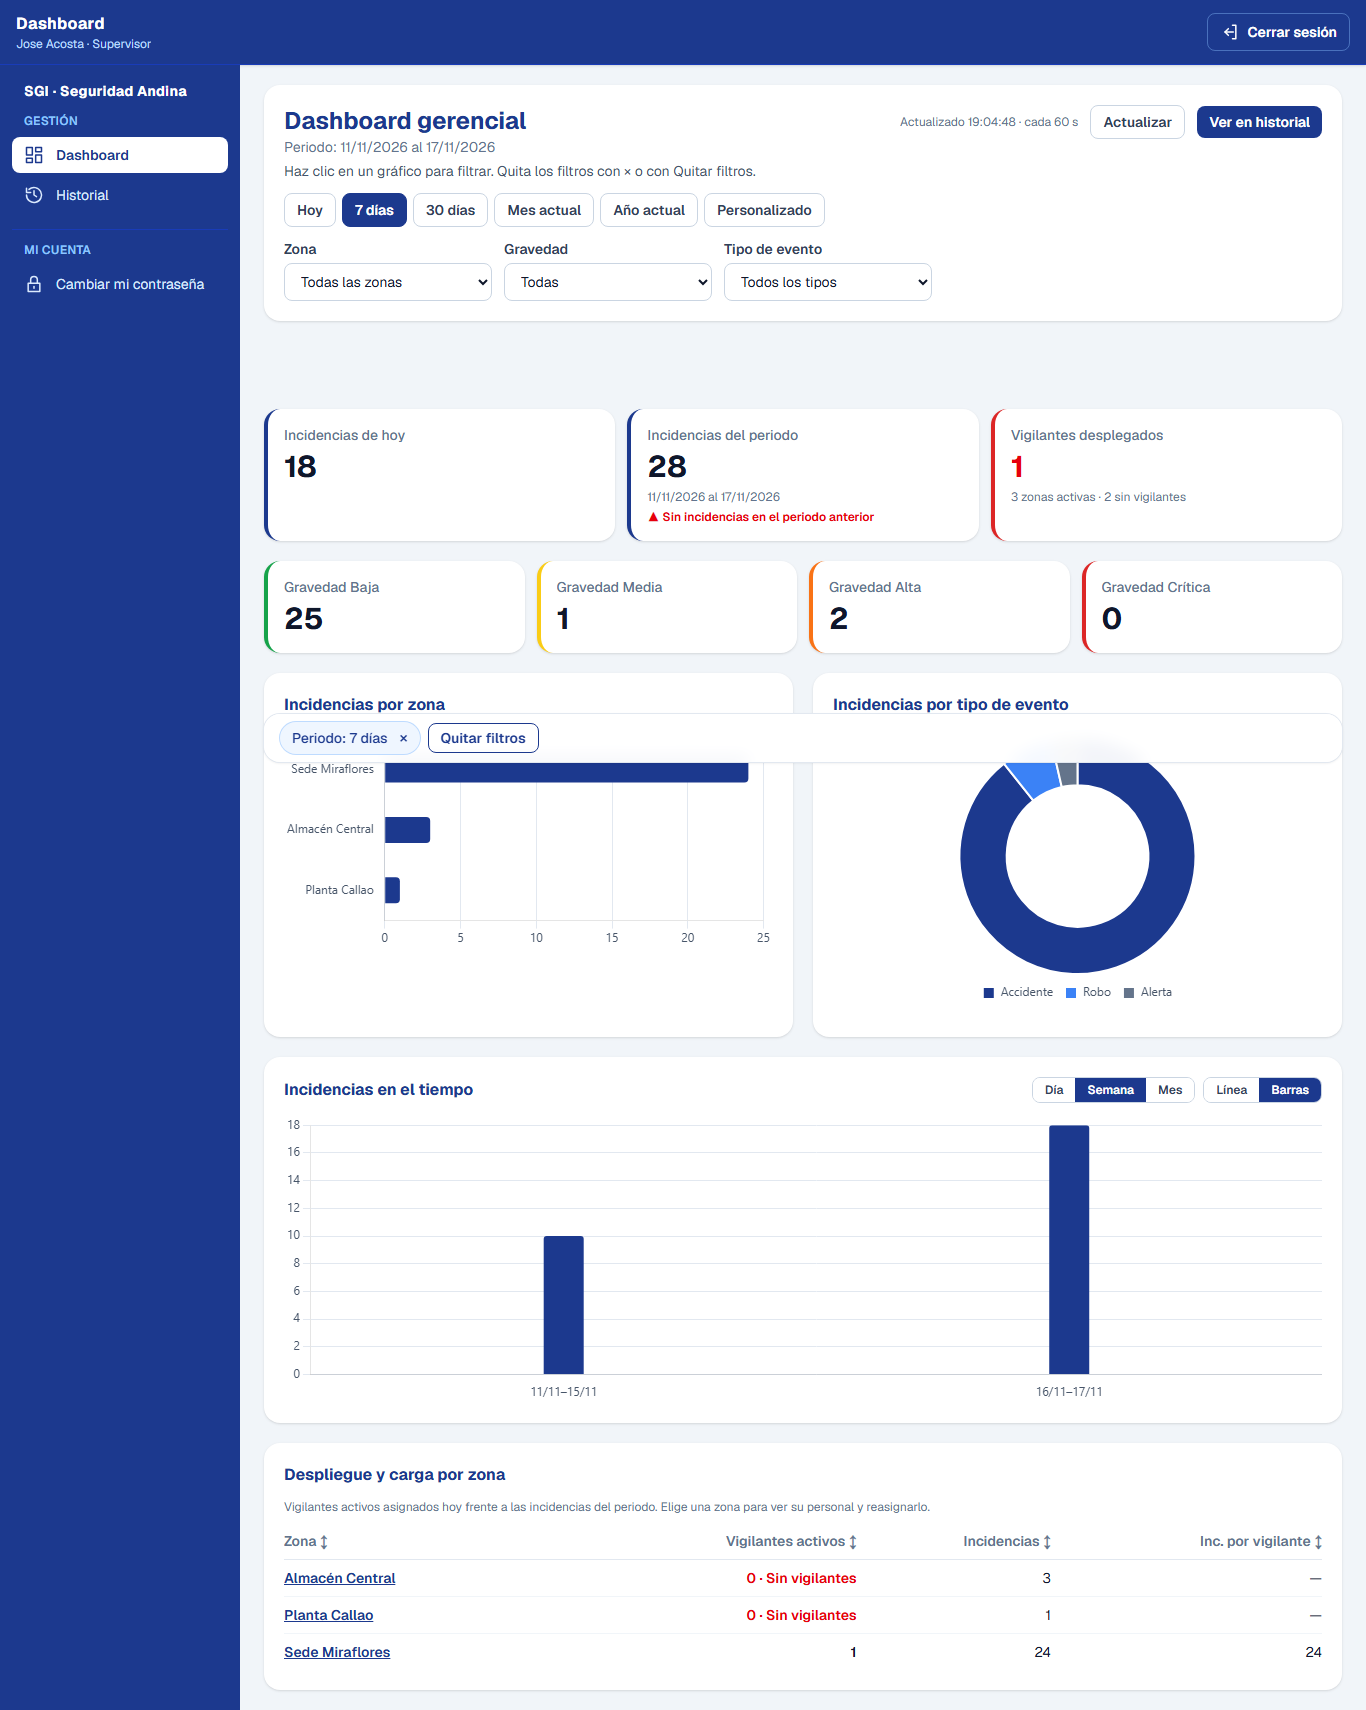 Dashboard
Jose Acosta · Supervisor
Cerrar sesión
SGI · Seguridad Andina
GESTIÓN
Dashboard
Historial
MI CUENTA
Cambiar mi contraseña
Dashboard gerencial
Actualizado 19:04:48 · cada 60 s
Actualizar
Ver en historial
Periodo: 11/11/2026 al 17/11/2026
Haz clic en un gráfico para filtrar. Quita los filtros con × o con Quitar filtros.
Hoy
7 días
30 días
Mes actual
Año actual
Personalizado
Zona
Gravedad
Tipo de evento
Todas las zonas
Todas
Todos los tipos
Incidencias de hoy
18
Incidencias del periodo
28
11/11/2026 al 17/11/2026
▲ Sin incidencias en el periodo anterior
Vigilantes desplegados
1
3 zonas activas · 2 sin vigilantes
Gravedad Baja
25
Gravedad Media
1
Gravedad Alta
2
Gravedad Crítica
0
Incidencias por zona
Incidencias por tipo de evento
Periodo: 7 días ×
Quitar filtros
Sede Miraflores
Almacén Central
Planta Callao
0 5 10 15 20 25
Accidente Robo Alerta
Incidencias en el tiempo
Día Semana Mes
Línea Barras
18
16
14
12
10
8
6
4
2
0
11/11–15/11 16/11–17/11
Despliegue y carga por zona
Vigilantes activos asignados hoy frente a las incidencias del periodo. Elige una zona para ver su personal y reasignarlo.
Zona ↕ Vigilantes activos ↕ Incidencias ↕ Inc. por vigilante ↕
Almacén Central 0 · Sin vigilantes 3 —
Planta Callao 0 · Sin vigilantes 1 —
Sede Miraflores 1 24 24